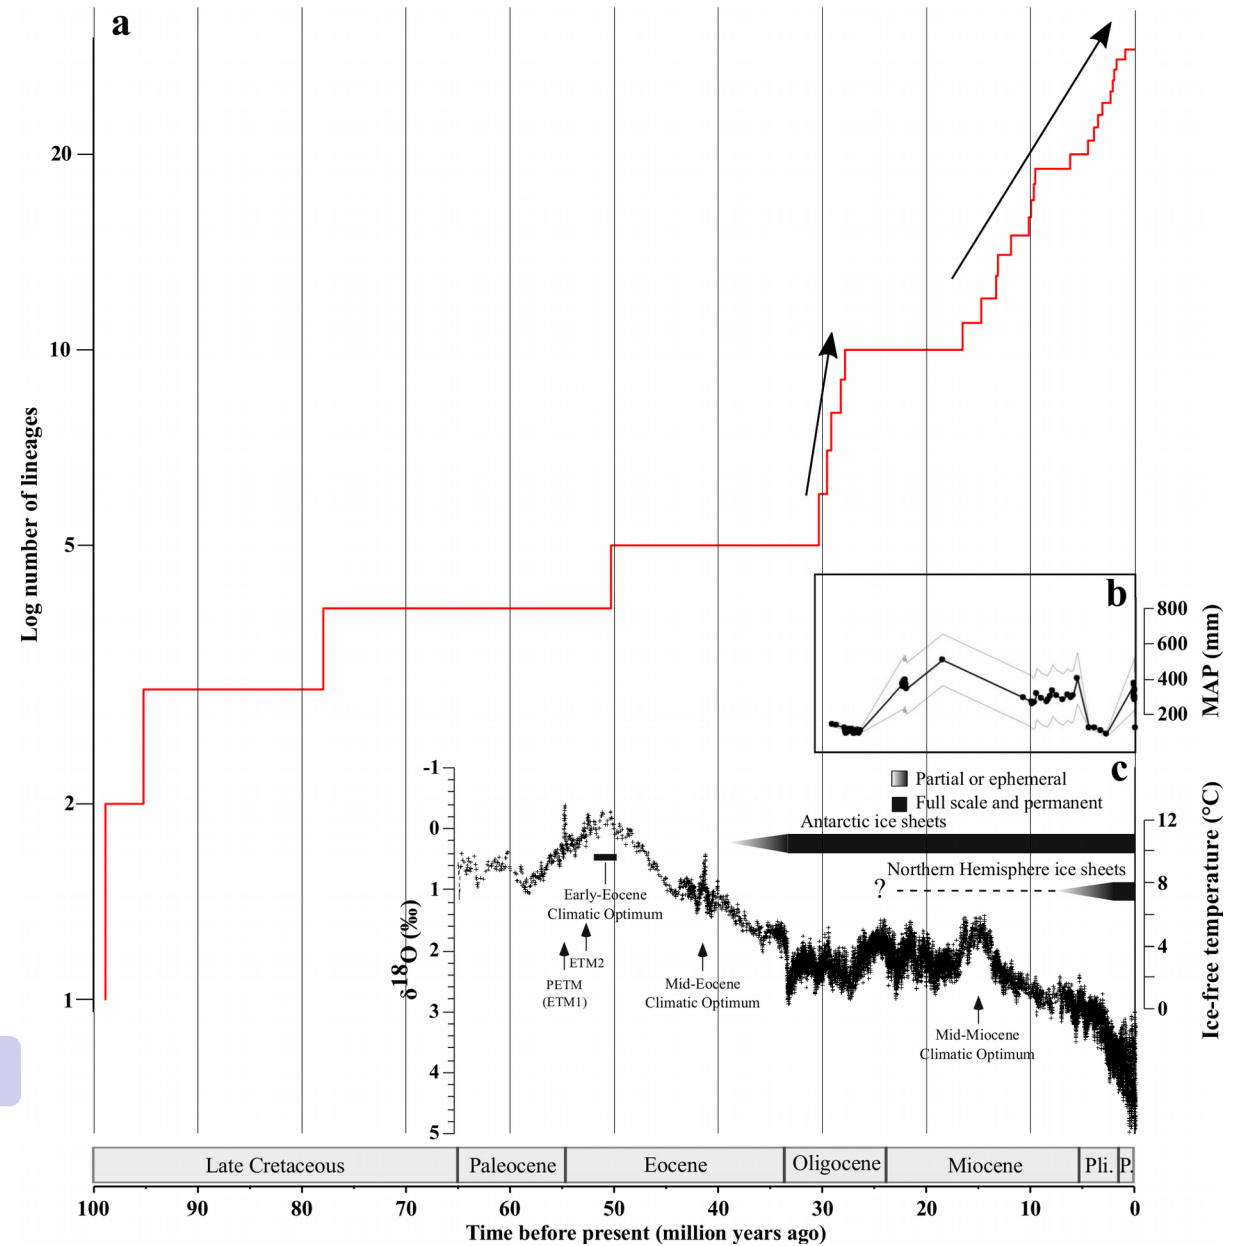 a
20
10
5
2
1
Log number of lineages
b
800
600
400
200
MAP (mm)
c
Partial or ephemeral
Full scale and permanent
Antarctic ice sheets
Northern Hemisphere ice sheets
?
-1
0
1
2
3
4
5
δ18O (‰)
12
8
4
0
Ice-free temperature (°C)
Early-Eocene
Climatic Optimum
ETM2
PETM
(ETM1)
Mid-Eocene
Climatic Optimum
Mid-Miocene
Climatic Optimum
Late Cretaceous Paleocene Eocene Oligocene Miocene Pli. P.
100 90 80 70 60 50 40 30 20 10 0
Time before present (million years ago)